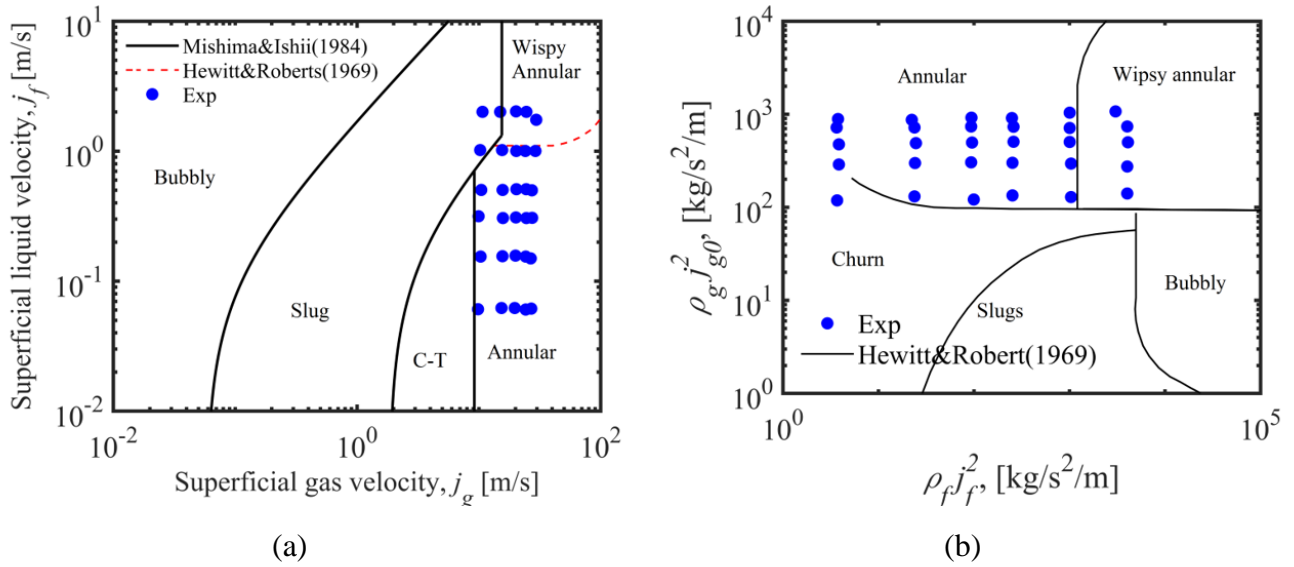 10^1
10^0
10^-1
10^-2
Superficial liquid velocity, j_f [m/s]
Mishima&Ishii(1984)
Hewitt&Roberts(1969)
Exp
Wispy
Annular
Bubbly
Slug
C-T
Annular
10^-2
10^0
10^2
Superficial gas velocity, j_g [m/s]
(a)
10^4
10^3
10^2
10^1
10^0
ρ_g j_g0^2, [kg/s^2/m]
Annular
Wipsy annular
Churn
Slugs
Bubbly
Exp
Hewitt&Robert(1969)
10^0
10^2
10^5
ρ_f j_f^2, [kg/s^2/m]
(b)